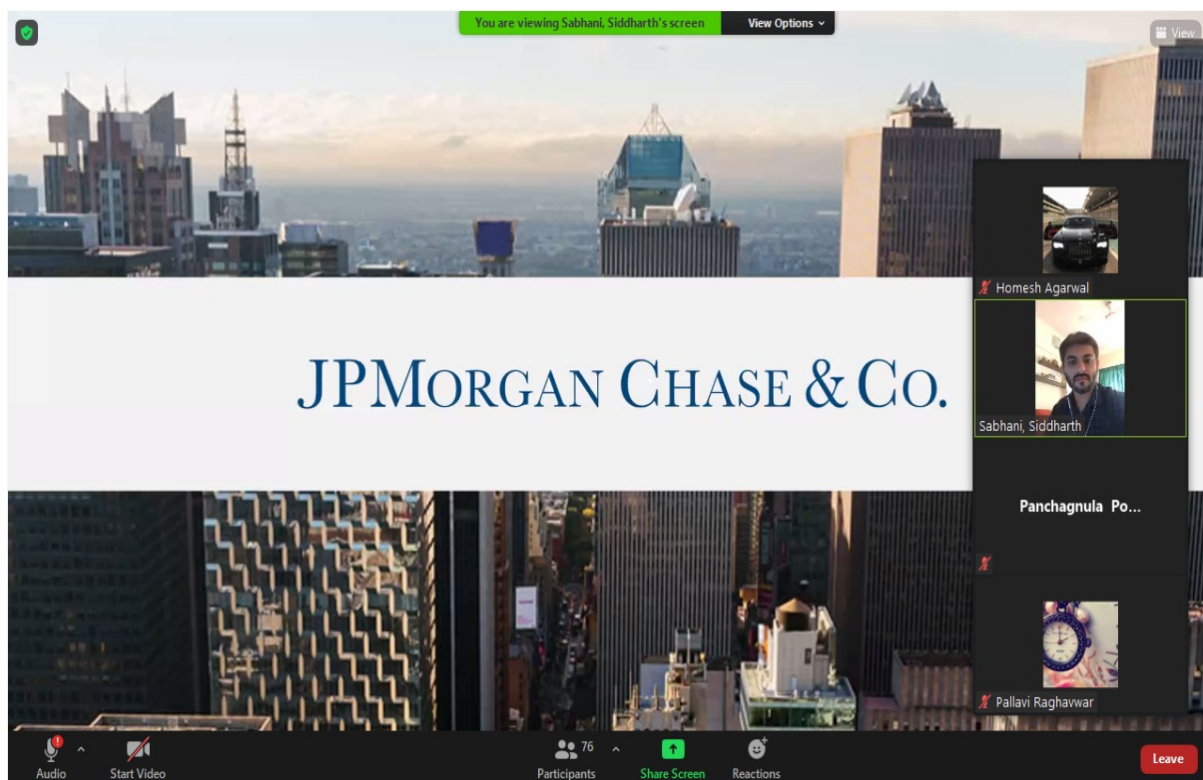 You are viewing Sabhani, Siddharth's screen
View Options
View
Homesh Agarwal
JPMORGAN CHASE & CO.
Sabhani, Siddharth
Panchagnula Po...
Pallavi Raghavwar
76
Audio
Start Video
Participants
Share Screen
Reactions
Leave